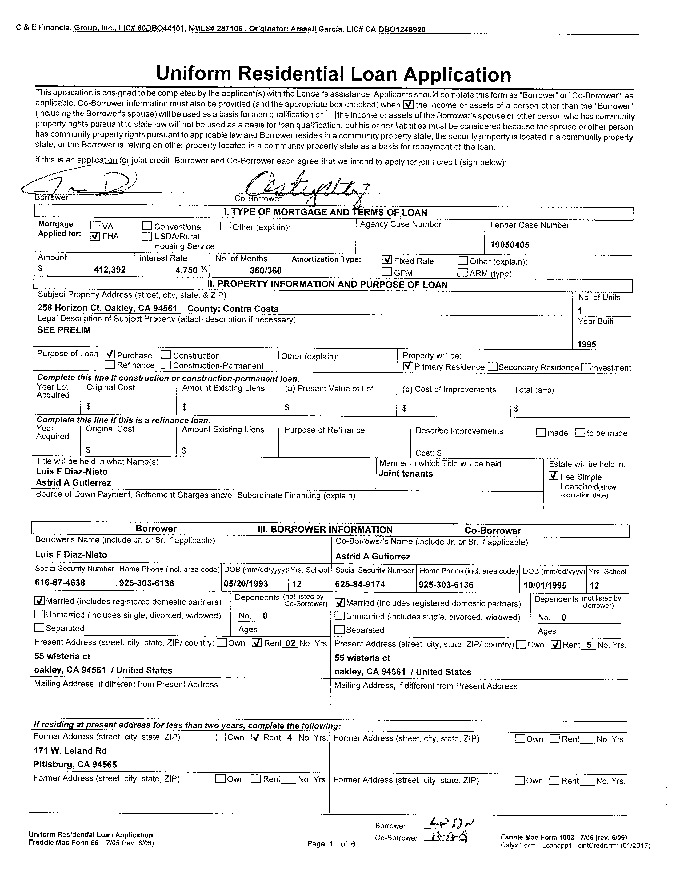 C & E Financial Group, Inc., LIC# 60DBO44101, NMLS# 287106 , Originator: Garcia, LIC# CA DBO1248920
Uniform Residential Loan Application
This application is designed to be completed by the applicant(s) with the Lender's assistance. Applicants should complete this form as "Borrower" or "Co-Borrower", as
applicable. Co-Borrower information must also be provided (and the appropriate box checked) when the income or assets of a person other than the "Borrower"
(including the Borrower's spouse) will be used as a basis for loan qualification or the income or assets of the Borrower's spouse or other person who has community
property rights pursuant to state law will not be used as a basis for loan qualification, but his or her liabilities must be considered because the spouse or other person
has community property rights pursuant to applicable law and Borrower resides in a community property state, the security property is located in a community property
state, or the Borrower is relying on other property located in a community property state as a basis for repayment of the loan.
If this is an application for joint credit, Borrower and Co-Borrower each agree that we intend to apply for joint credit (sign below):
Borrower Co-Borrower
I. TYPE OF MORTGAGE AND TERMS OF LOAN
Mortgage Applied for: VA Conventional Other (explain): Agency Case Number Lender Case Number
FHA USDA/Rural Housing Service 19050405
Amount Interest Rate No. of Months Amortization Type: Fixed Rate Other (explain):
$ 412,392 4.750 % 360/360 GPM ARM (type):
II. PROPERTY INFORMATION AND PURPOSE OF LOAN
Subject Property Address (street, city, state, & ZIP) No. of Units
256 Horizon Ct, Oakley, CA 94561 County: Contra Costa 1
Legal Description of Subject Property (attach description if necessary) Year Built
SEE PRELIM 1995
Purpose of Loan Purchase Construction Other (explain): Property will be:
Refinance Construction-Permanent Primary Residence Secondary Residence Investment
Complete this line if construction or construction-permanent loan.
Year Lot Acquired Original Cost Amount Existing Liens (a) Present Value of Lot (b) Cost of Improvements Total (a+b)
$ $ $ $ $
Complete this line if this is a refinance loan.
Year Acquired Original Cost Amount Existing Liens Purpose of Refinance Describe Improvements made to be made
$ $ Cost: $
Title will be held in what Name(s) Manner in which Title will be held Estate will be held in:
Luis F Diaz-Nieto Joint tenants Fee Simple
Astrid A Gutierrez Leasehold (show expiration date)
Source of Down Payment, Settlement Charges and/or Subordinate Financing (explain)
Borrower III. BORROWER INFORMATION Co-Borrower
Borrower's Name (include Jr. or Sr. if applicable) Co-Borrower's Name (include Jr. or Sr. if applicable)
Luis F Diaz-Nieto Astrid A Gutierrez
Social Security Number Home Phone (incl. area code) DOB (mm/dd/yyyy) Yrs. School Social Security Number Home Phone (incl. area code) DOB (mm/dd/yyyy) Yrs. School
616-87-4638 925-303-6136 05/20/1993 12 625-84-9174 925-303-6136 10/01/1995 12
Married (includes registered domestic partners) Dependents (not listed by Co-Borrower) Married (includes registered domestic partners) Dependents (not listed by Borrower)
Unmarried (includes single, divorced, widowed) No. 0 Unmarried (includes single, divorced, widowed) No. 0
Separated Ages Separated Ages
Present Address (street, city, state, ZIP/ country) Own Rent 02 No. Yrs. Present Address (street, city, state, ZIP/ country) Own Rent 5 No. Yrs.
55 wisteria ct 55 wisteria ct
oakley, CA 94561 / United States oakley, CA 94561 / United States
Mailing Address, if different from Present Address Mailing Address, if different from Present Address
If residing at present address for less than two years, complete the following:
Former Address (street, city, state, ZIP) Own Rent 4 No. Yrs. Former Address (street, city, state, ZIP) Own Rent No. Yrs.
171 W. Leland Rd
Pittsburg, CA 94565
Former Address (street, city, state, ZIP) Own Rent No. Yrs. Former Address (street, city, state, ZIP) Own Rent No. Yrs.
Borrower
Co-Borrower
Uniform Residential Loan Application
Freddie Mac Form 65 7/05 (rev. 6/09) Page 1 of 6 Fannie Mae Form 1003 7/05 (rev. 6/09)